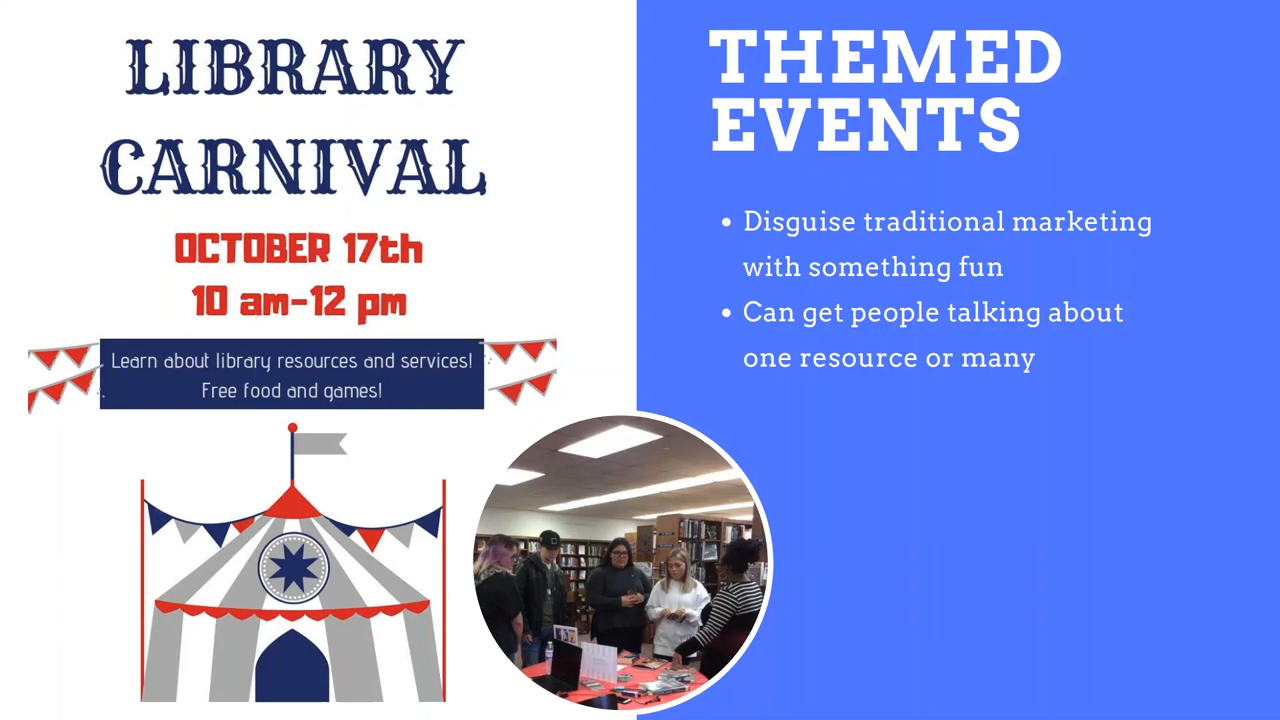 LIBRARY
CARNIVAL
OCTOBER 17th
10 am-12 pm
Learn about library resources and services!
Free food and games!
THEMED
EVENTS
• Disguise traditional marketing
with something fun
• Can get people talking about
one resource or many